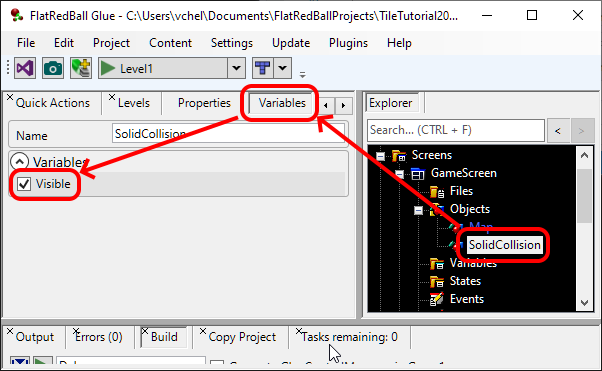 FlatRedBall Glue - C:\Users\vchel\Documents\FlatRedBallProjects\TileTutorial20...
File Edit Project Content Settings Update Plugins Help
Level1
Quick Actions Levels Properties Variables
Name SolidCollision
Variables
Visible
Explorer
Search... (CTRL + F) < >
Screens
GameScreen
Files
Objects
Map
SolidCollision
Variables
States
Events
Output Errors (0) Build Copy Project Tasks remaining: 0